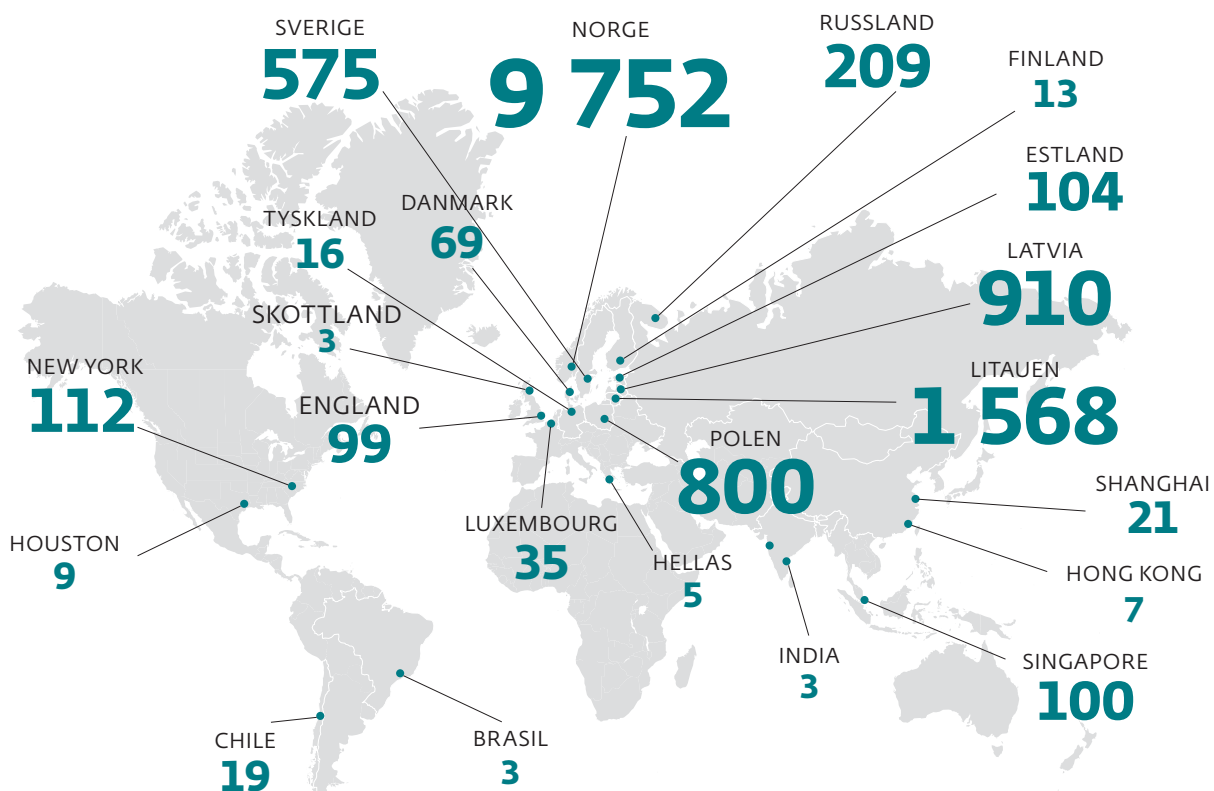 SVERIGE
575
NORGE
9 752
RUSSLAND
209
FINLAND
13
ESTLAND
104
DANMARK
69
TYSKLAND
16
LATVIA
910
SKOTTLAND
3
NEW YORK
112
ENGLAND
99
LITAUEN
1 568
POLEN
800
SHANGHAI
21
LUXEMBOURG
35
HOUSTON
9
HELLAS
5
HONG KONG
7
INDIA
3
SINGAPORE
100
CHILE
19
BRASIL
3